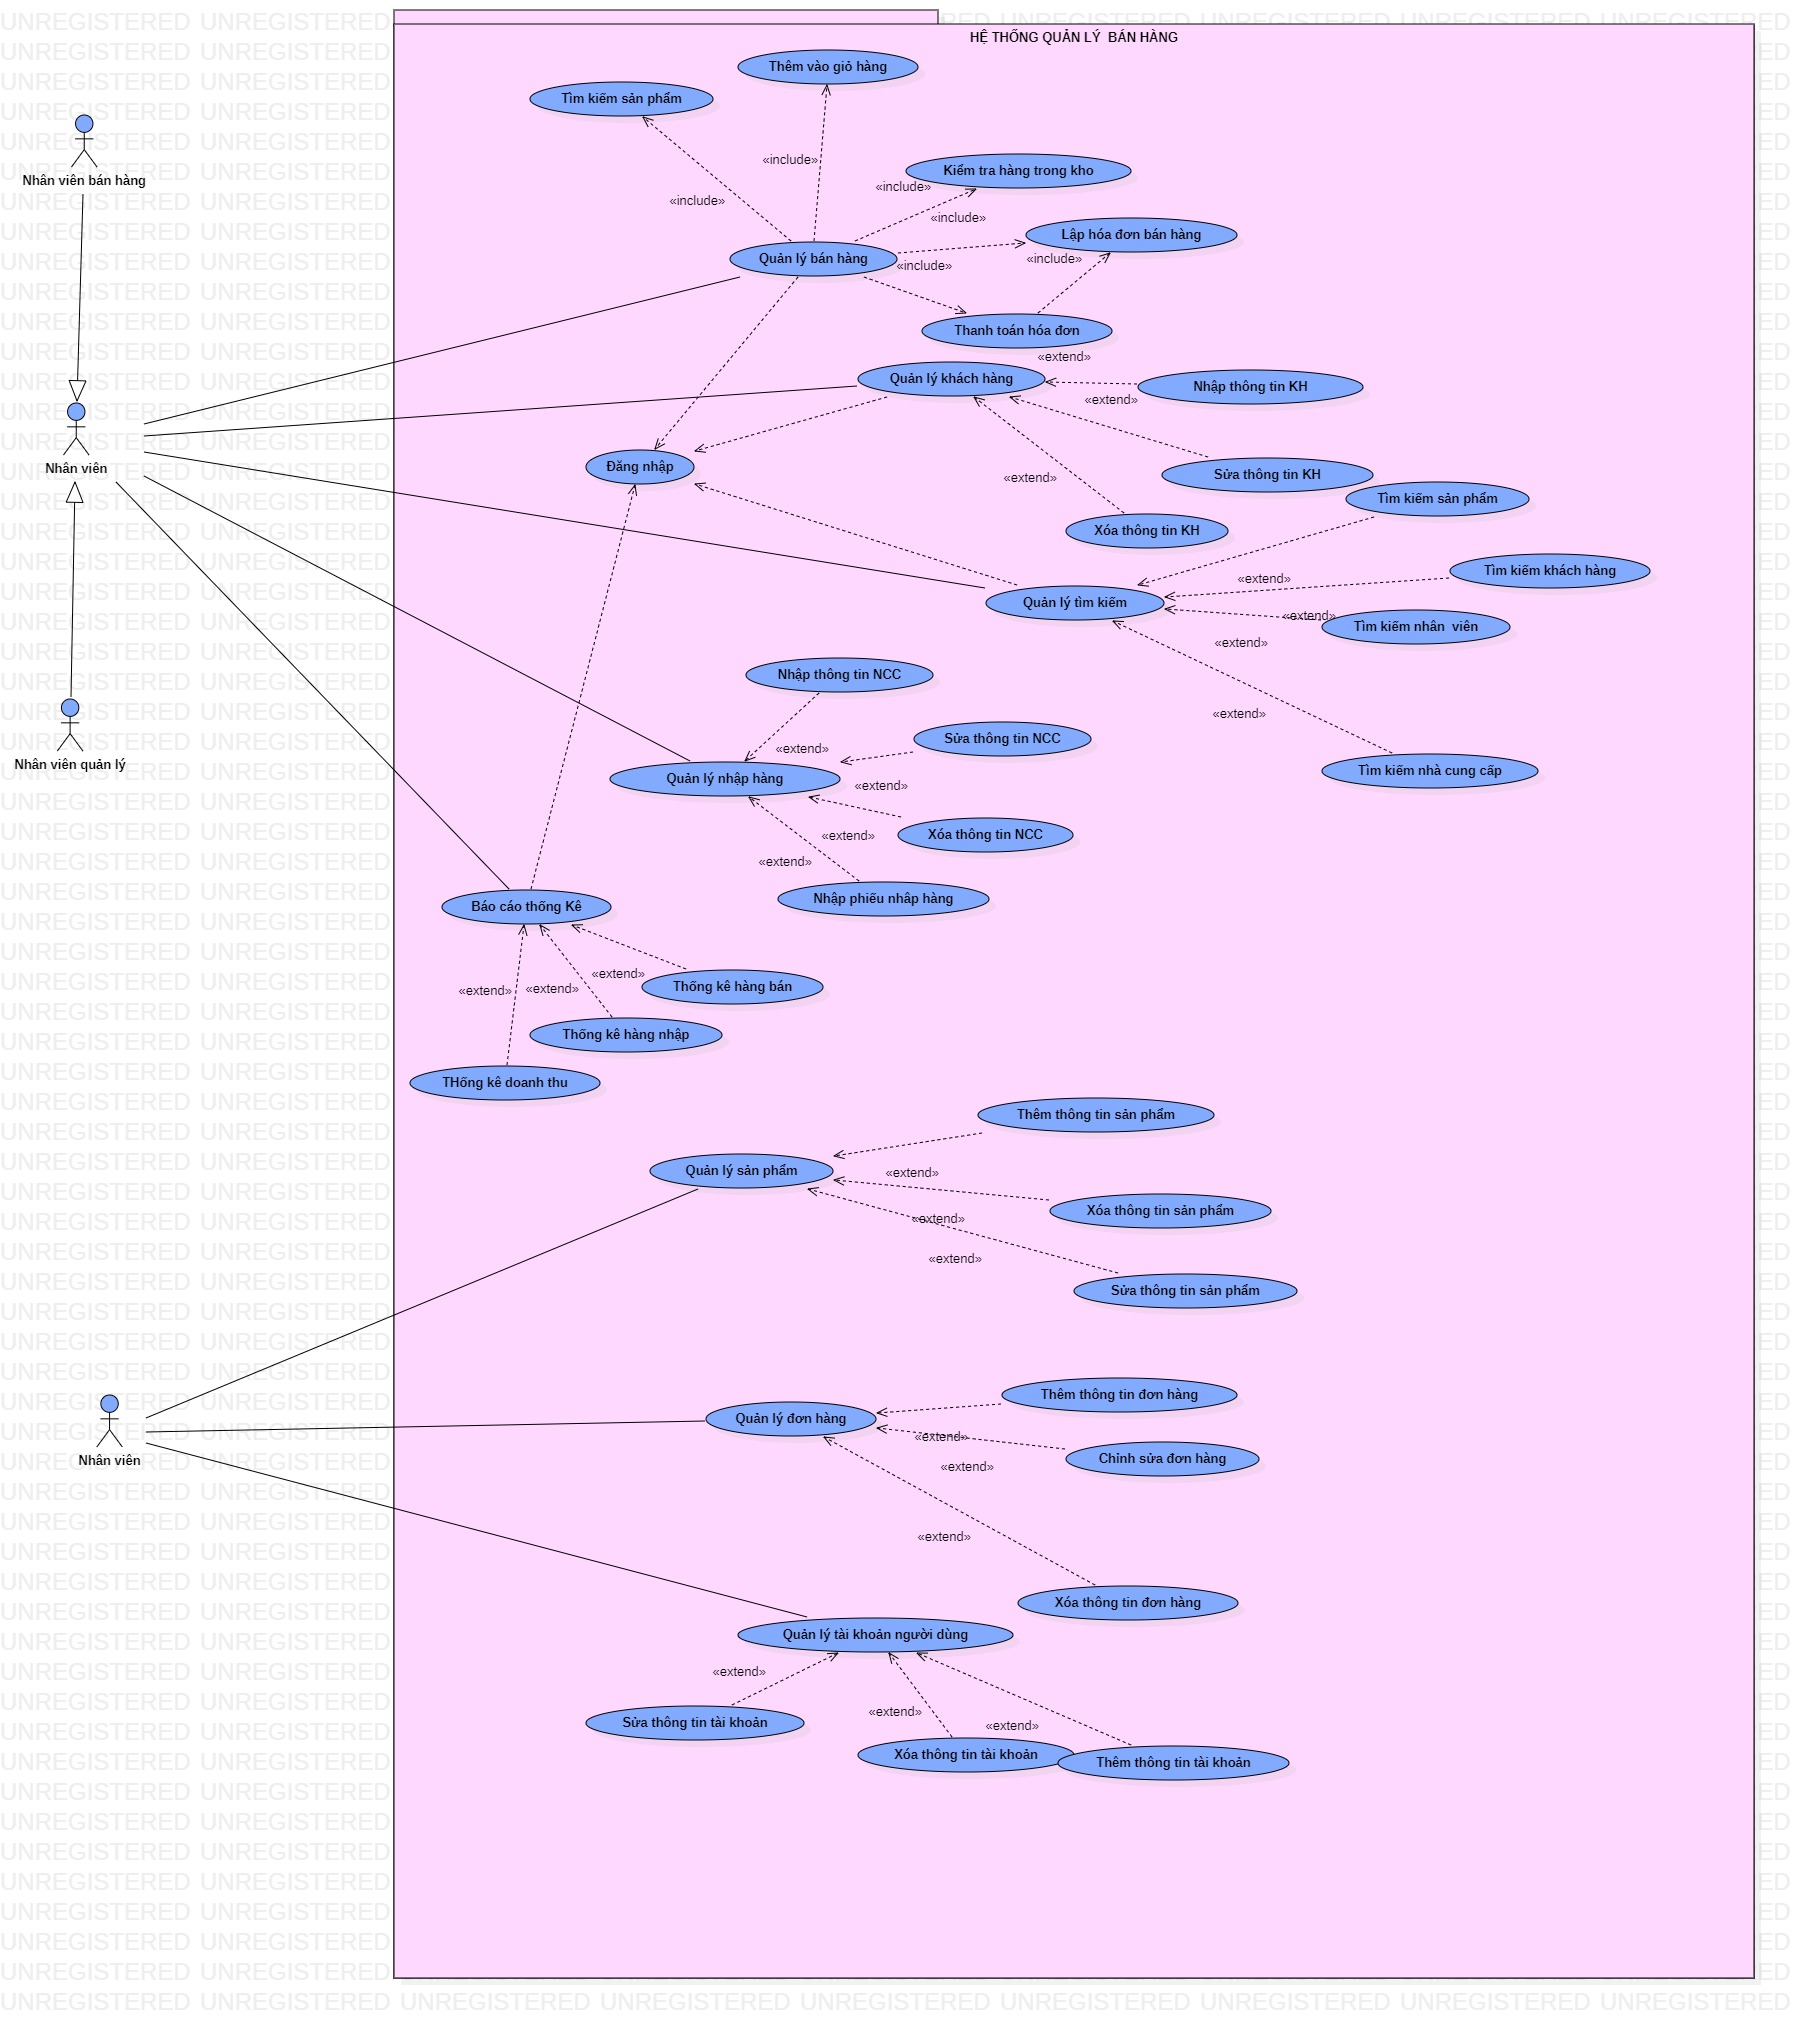 HỆ THỐNG QUẢN LÝ  BÁN HÀNG
Thêm vào giỏ hàng
Tìm kiếm sản phẩm
«include»
Kiểm tra hàng trong kho
Nhân viên bán hàng
«include»
«include»
«include»
Lập hóa đơn bán hàng
Quản lý bán hàng
«include»
«include»
Thanh toán hóa đơn
«extend»
Quản lý khách hàng
Nhập thông tin KH
«extend»
Nhân viên
Đăng nhập
Sửa thông tin KH
«extend»
Tìm kiếm sản phẩm
Xóa thông tin KH
Tìm kiếm khách hàng
«extend»
Quản lý tìm kiếm
«extend»
Tìm kiếm nhân  viên
«extend»
Nhập thông tin NCC
«extend»
Sửa thông tin NCC
«extend»
Nhân viên quản lý
Quản lý nhập hàng
Tìm kiếm nhà cung cấp
«extend»
Xóa thông tin NCC
«extend»
«extend»
Nhập phiếu nhâp hàng
Báo cáo thống Kê
«extend»
«extend»
«extend»
Thống kê hàng bán
Thống kê hàng nhập
THống kê doanh thu
Thêm thông tin sản phẩm
Quản lý sản phẩm
«extend»
Xóa thông tin sản phẩm
«extend»
«extend»
Sửa thông tin sản phẩm
Thêm thông tin đơn hàng
Quản lý đơn hàng
«extend»
Chỉnh sửa đơn hàng
Nhân viên
«extend»
«extend»
Xóa thông tin đơn hàng
Quản lý tài khoản người dùng
«extend»
«extend»
Sửa thông tin tài khoản
«extend»
Xóa thông tin tài khoản
Thêm thông tin tài khoản
UNREGISTERED UNREGISTERED UNREGISTERED UNREGISTERED UNREGISTERED UNREGISTERED UNREGISTERED UNREGISTERED UNREGISTERED